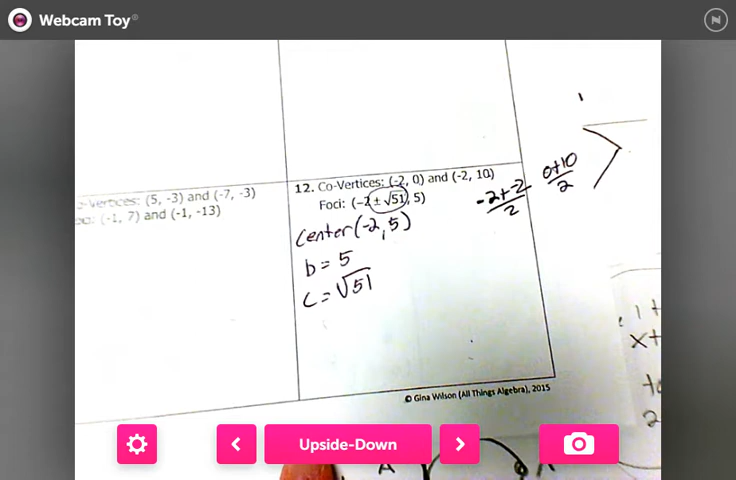 Webcam Toy®
-Vertices: (5, -3) and (-7, -3)
(-1, 7) and (-1, -13)
12. Co-Vertices: (-2, 0) and (-2, 10)
Foci: (-2 ± √51, 5)
center (-2, 5)
b = 5
c = √51
-2+-2
2
0+10
2
1 +
x+
2
© Gina Wilson (All Things Algebra), 2015
Upside-Down
A